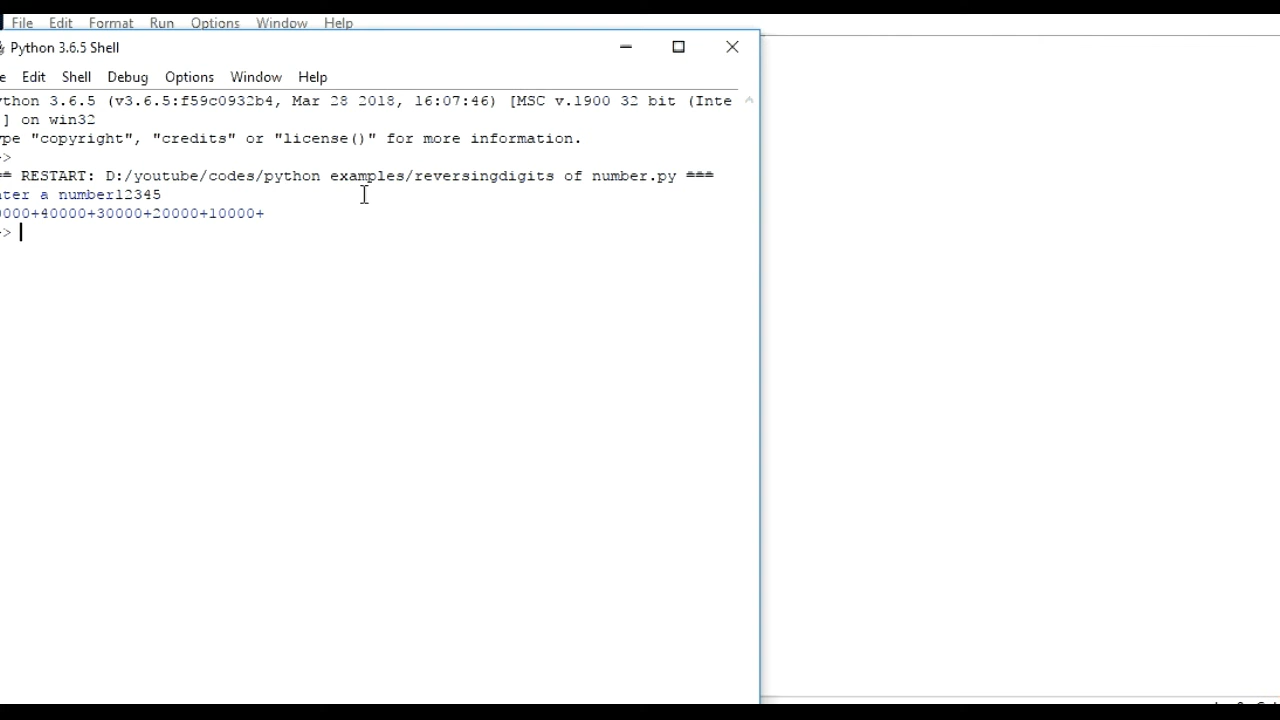 File Edit Format Run Options Window Help
Python 3.6.5 Shell
e Edit Shell Debug Options Window Help
thon 3.6.5 (v3.6.5:f59c0932b4, Mar 28 2018, 16:07:46) [MSC v.1900 32 bit (Inte
)] on win32
pe "copyright", "credits" or "license()" for more information.
>
== RESTART: D:/youtube/codes/python examples/reversingdigits of number.py ===
ter a number12345
0000+40000+30000+20000+10000+
>